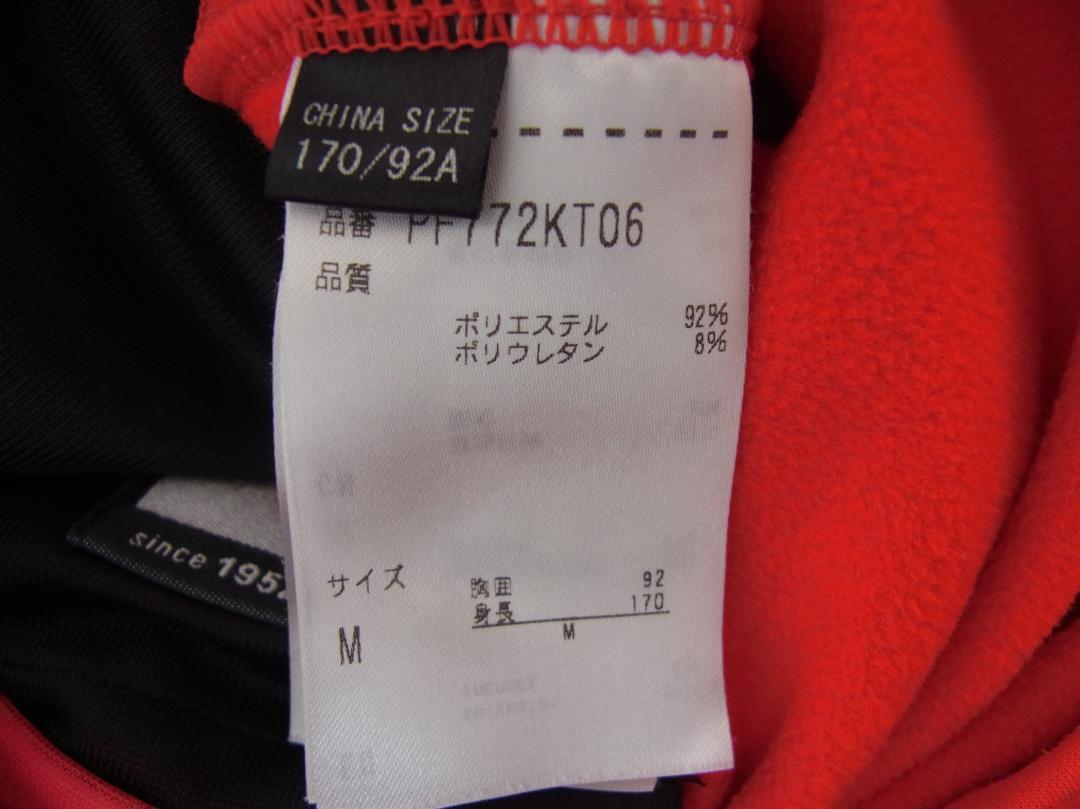 CHINA SIZE
170/92A
品番 PF772KT06
品質
ポリエステル 92%
ポリウレタン 8%
サイズ
M
胸囲 92
身長 170
M
since 195